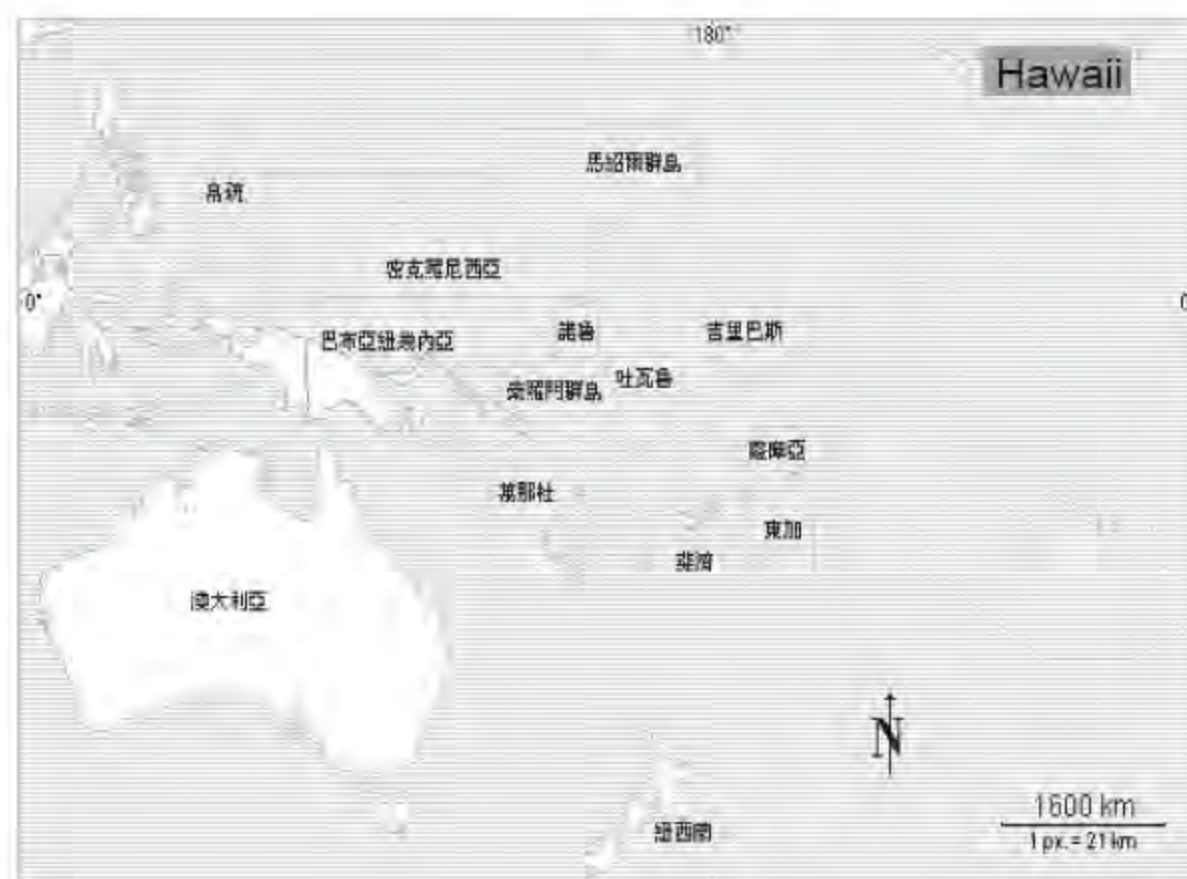 180°
Hawaii
馬紹爾群島
帛琉
密克羅尼西亞
0°
0
巴布亞紐幾內亞
諾魯
吉里巴斯
吐瓦魯
索羅門群島
薩摩亞
萬那杜
東加
斐濟
澳大利亞
N
1600 km
1 px. = 21 km
紐西蘭